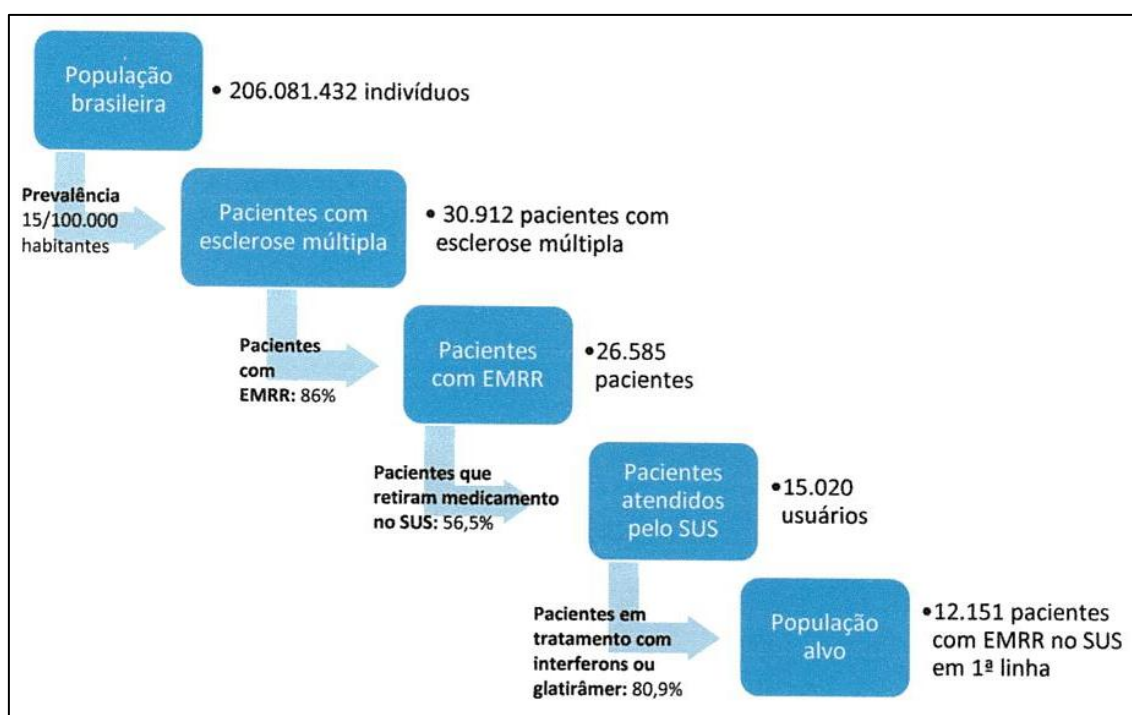 População
brasileira
• 206.081.432 indivíduos
Prevalência
15/100.000
habitantes
Pacientes com
esclerose múltipla
• 30.912 pacientes com
esclerose múltipla
Pacientes
com
EMRR: 86%
Pacientes
com EMRR
•26.585
pacientes
Pacientes que
retiram medicamento
no SUS: 56,5%
Pacientes
atendidos
pelo SUS
•15.020
usuários
Pacientes em
tratamento com
interferons ou
glatirâmer: 80,9%
População
alvo
•12.151 pacientes
com EMRR no SUS
em 1ª linha